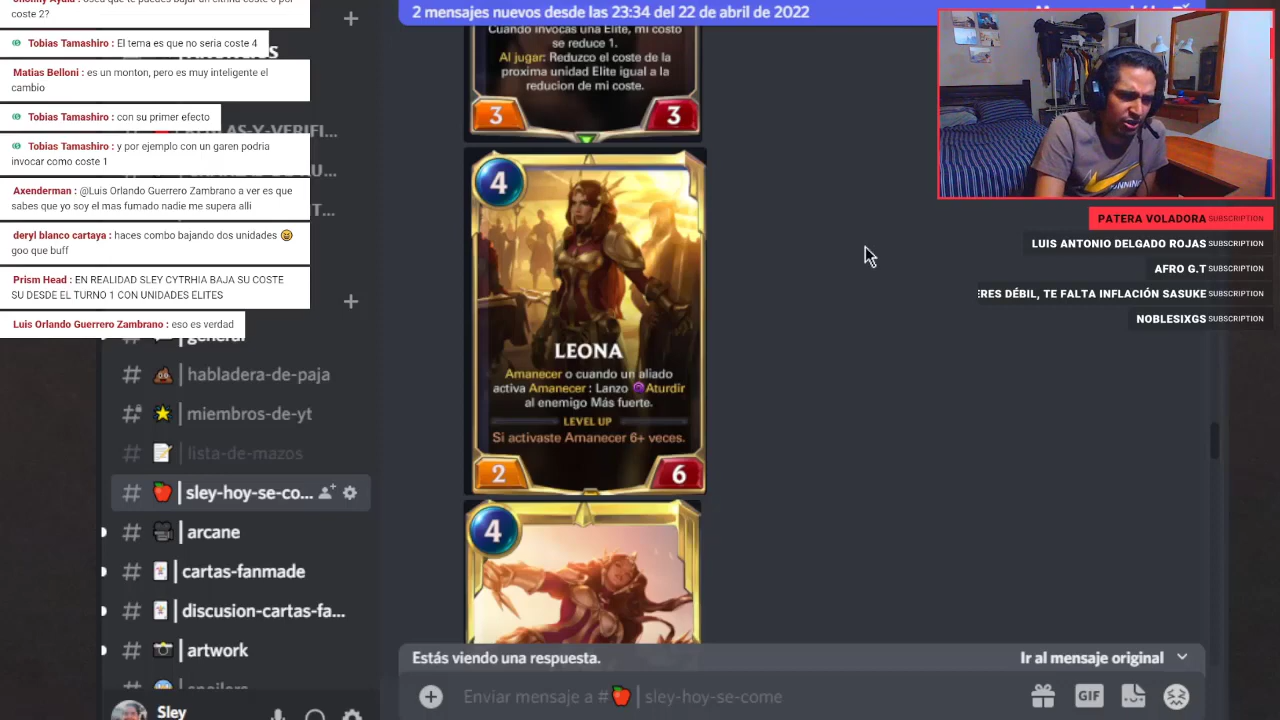 coste 2?
Tobias Tamashiro : El tema es que no seria coste 4
Matias Belloni : es un monton, pero es muy inteligente el
cambio
Tobias Tamashiro : con su primer efecto
Tobias Tamashiro : y por ejemplo con un garen podria
invocar como coste 1
Axenderman : @Luis Orlando Guerrero Zambrano a ver es que
sabes que yo soy el mas fumado nadie me supera alli
deryl blanco cartaya : haces combo bajando dos unidades 😄
goo que buff
Prism Head : EN REALIDAD SLEY CYTRHIA BAJA SU COSTE
SU DESDE EL TURNO 1 CON UNIDADES ÉLITES
Luis Orlando Guerrero Zambrano : eso es verdad
general
# 💩 | habladera-de-paja
# ⭐ | miembros-de-yt
📝 | lista-de-mazos
# 🍎 | sley-hoy-se-co...
# 🎥 | arcane
# 🃏 | cartas-fanmade
# 🃏 | discusion-cartas-fa...
# 📷 | artwork
Sley
2 mensajes nuevos desde las 23:34 del 22 de abril de 2022
Cuando invocas una Elite, mi costo
se reduce 1.
Al jugar: Reduzco el coste de la
proxima unidad Elite igual a la
reducion de mi coste.
3 3
4
LEONA
Amanecer o cuando un aliado
activa Amanecer : Lanzo Aturdir
al enemigo Más fuerte.
LEVEL UP
Si activaste Amanecer 6+ veces.
2 6
4
Estás viendo una respuesta.
Ir al mensaje original
Enviar mensaje a #🍎 | sley-hoy-se-come
GIF
PATERA VOLADORA SUBSCRIPTION
LUIS ANTONIO DELGADO ROJAS SUBSCRIPTION
AFRO G.T SUBSCRIPTION
ERES DÉBIL, TE FALTA INFLACIÓN SASUKE SUBSCRIPTION
NOBLESIXGS SUBSCRIPTION